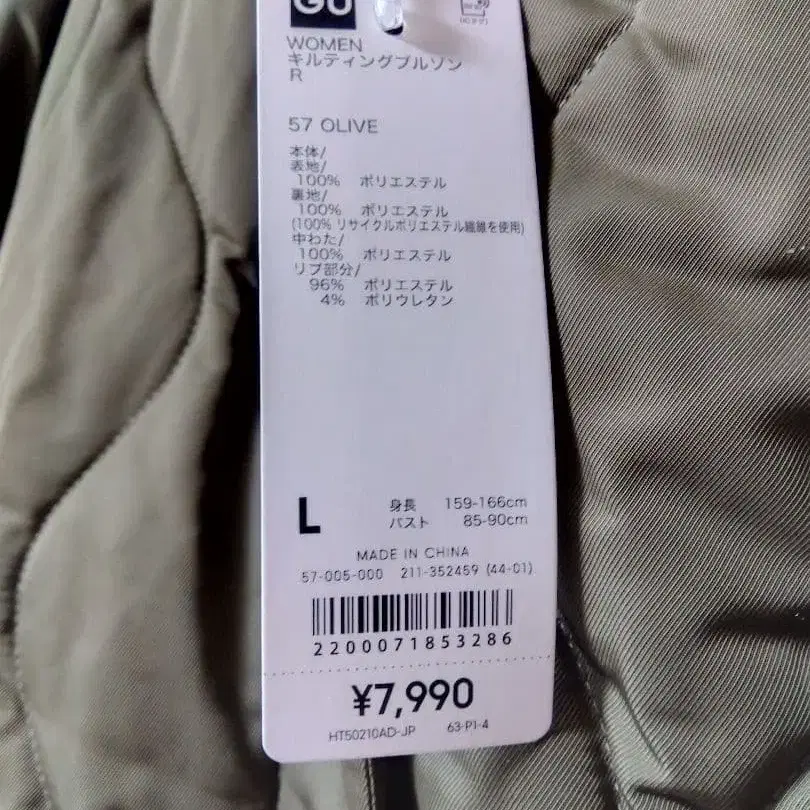 GU
WOMEN
キルティングブルゾン
R
57 OLIVE
本体/
表地/
100% ポリエステル
裏地/
100% ポリエステル
(100% リサイクルポリエステル繊維を使用)
中わた/
100% ポリエステル
リブ部分/
96% ポリエステル
4% ポリウレタン
L 身長 159-166cm
バスト 85-90cm
MADE IN CHINA
57-005-000 211-352459 (44-01)
2200071853286
¥7,990
HT50210AD-JP 63-P1-4